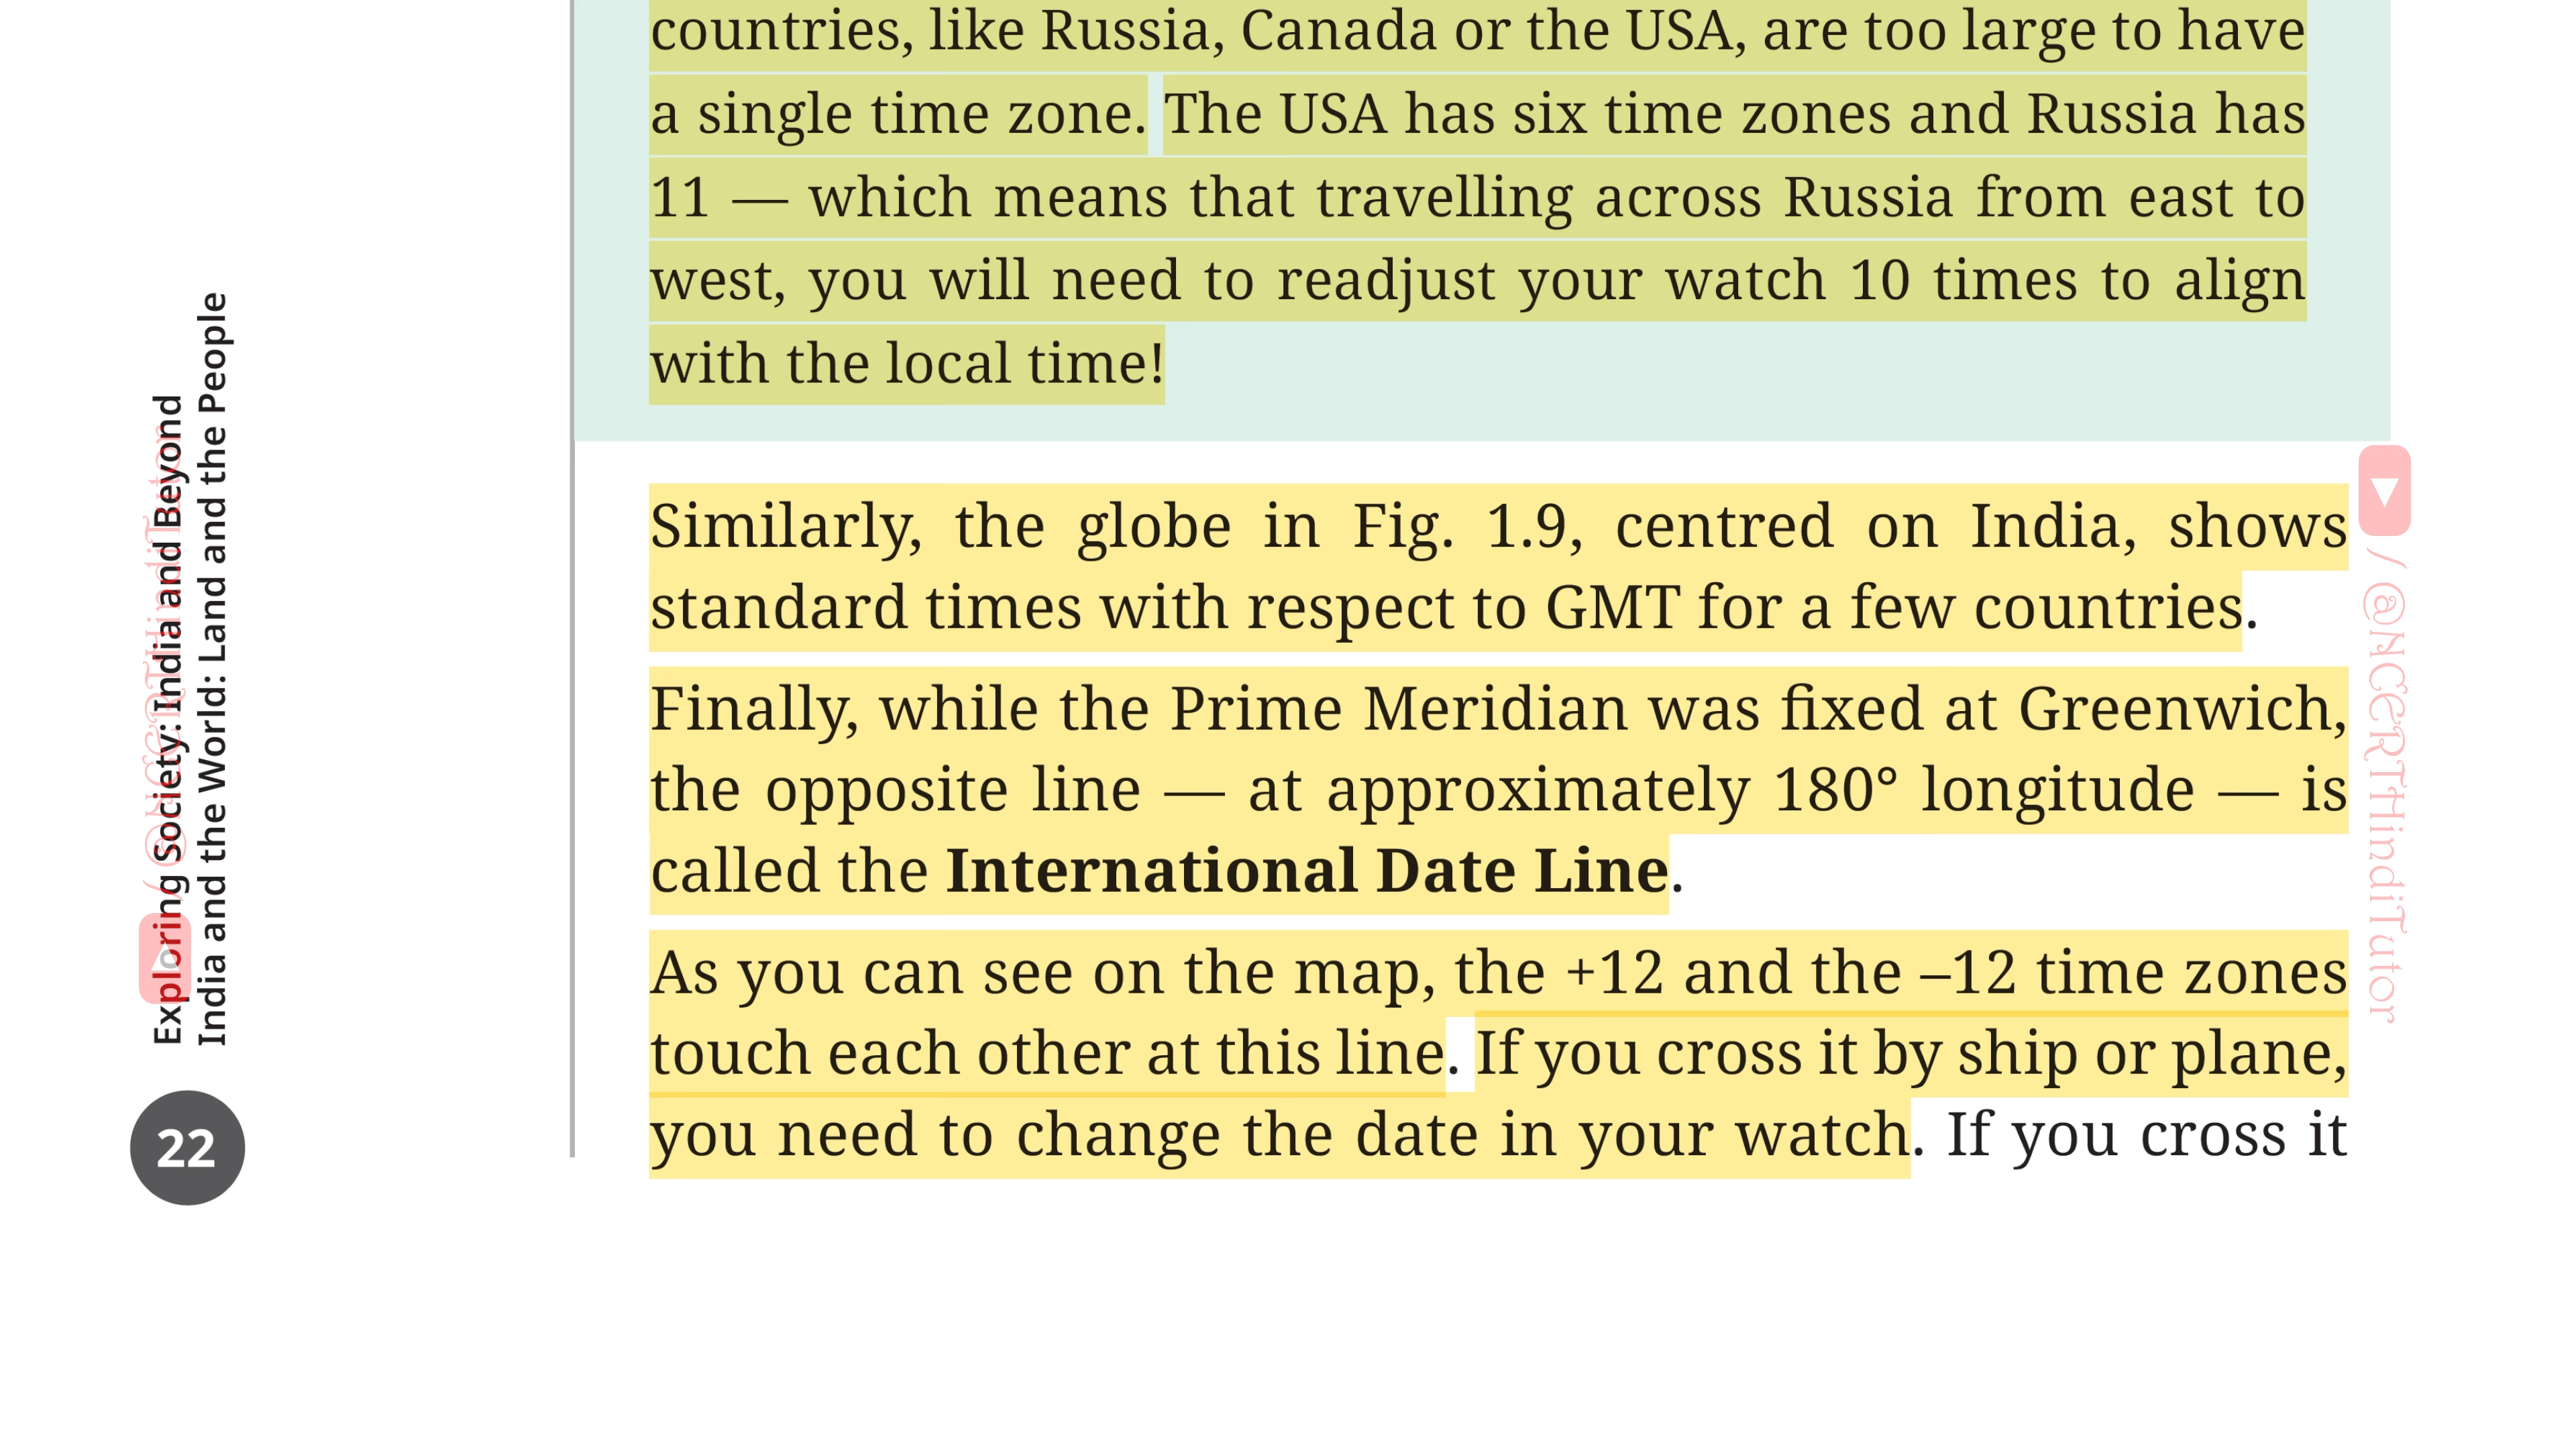 countries, like Russia, Canada or the USA, are too large to have
a single time zone. The USA has six time zones and Russia has
11 — which means that travelling across Russia from east to
west, you will need to readjust your watch 10 times to align
with the local time!
Similarly, the globe in Fig. 1.9, centred on India, shows
standard times with respect to GMT for a few countries.
Finally, while the Prime Meridian was fixed at Greenwich,
the opposite line — at approximately 180° longitude — is
called the International Date Line.
As you can see on the map, the +12 and the –12 time zones
touch each other at this line. If you cross it by ship or plane,
you need to change the date in your watch. If you cross it
Exploring Society: India and Beyond
India and the World: Land and the People
22
/ @NCERTHindiTutor
/ @NCERTHindiTutor